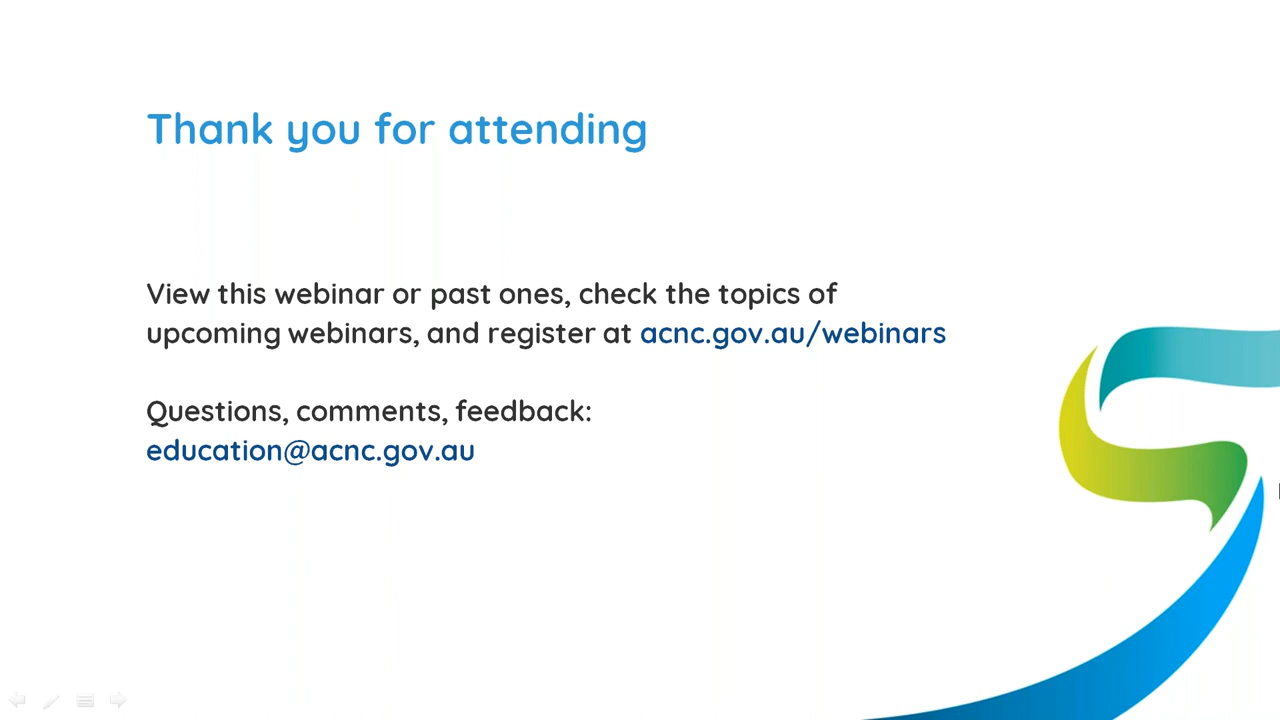 Thank you for attending
View this webinar or past ones, check the topics of
upcoming webinars, and register at acnc.gov.au/webinars
Questions, comments, feedback:
education@acnc.gov.au